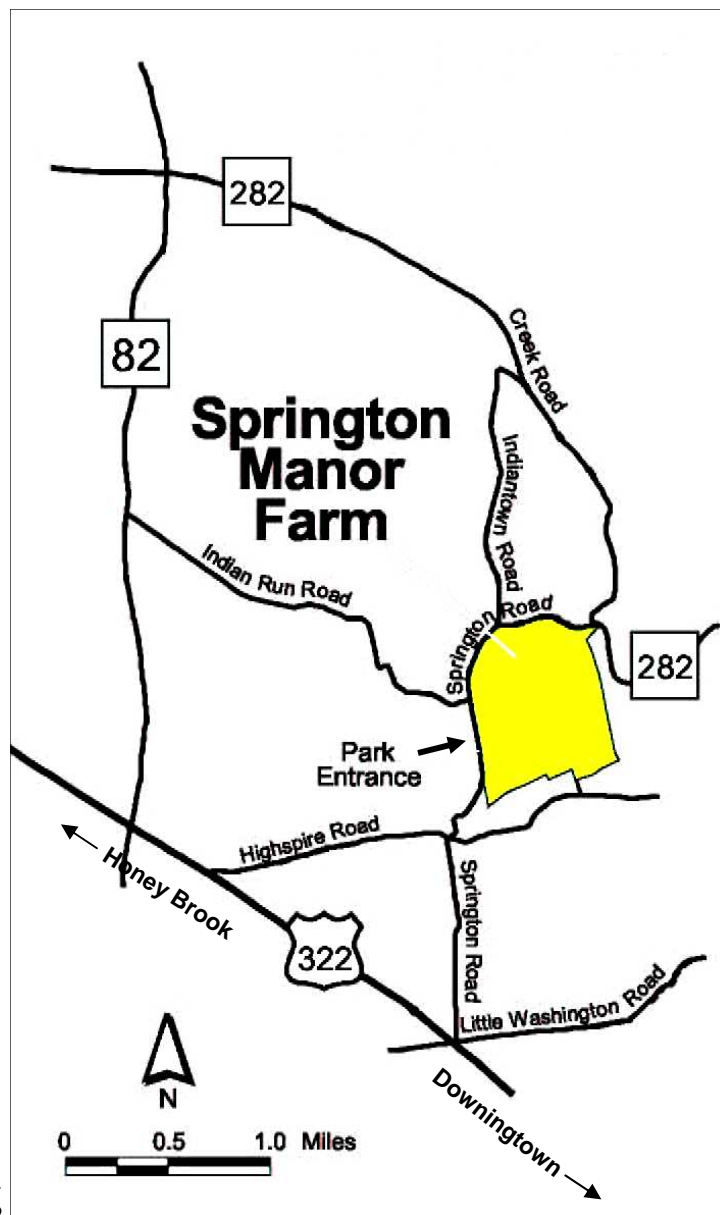 282
82
Creek Road
Springton
Manor
Farm
Indiantown Road
Indian Run Road
Springton Road
282
Park
Entrance
Highspire Road
Honey Brook
Springton Road
322
Little Washington Road
N
Downingtown
0 0.5 1.0 Miles